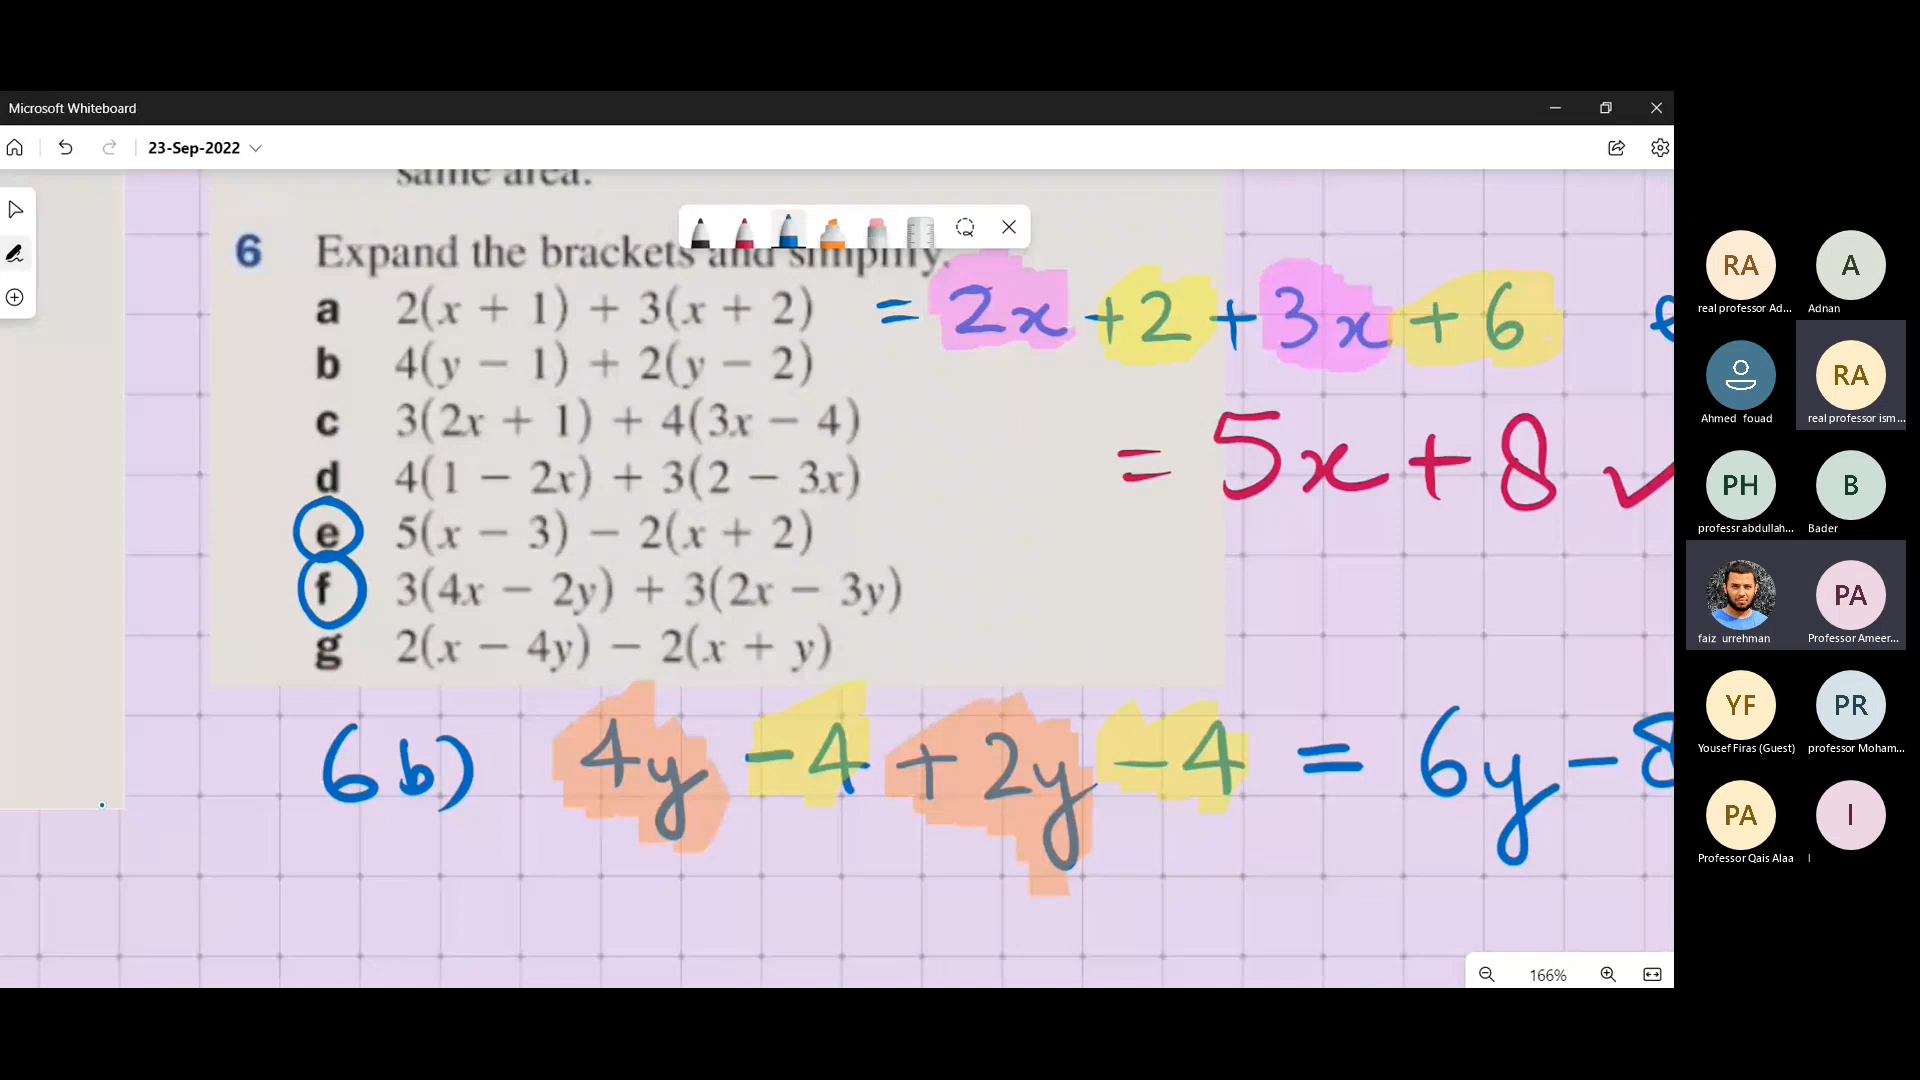 Microsoft Whiteboard
23-Sep-2022
same area.
6 Expand the brackets and simplify.
a 2(x + 1) + 3(x + 2) = 2x + 2 + 3x + 6
b 4(y − 1) + 2(y − 2)
c 3(2x + 1) + 4(3x − 4)
= 5x + 8 ✓
d 4(1 − 2x) + 3(2 − 3x)
e 5(x − 3) − 2(x + 2)
f 3(4x − 2y) + 3(2x − 3y)
g 2(x − 4y) − 2(x + y)
6b) 4y − 4 + 2y − 4 = 6y − 8
166%
RA
real professor Ad...
A
Adnan
Ahmed fouad
RA
real professor ism...
PH
professr abdullah...
B
Bader
faiz urrehman
PA
Professor Ameer...
YF
Yousef Firas (Guest)
PR
professor Moham...
PA
Professor Qais Alaa
I
I